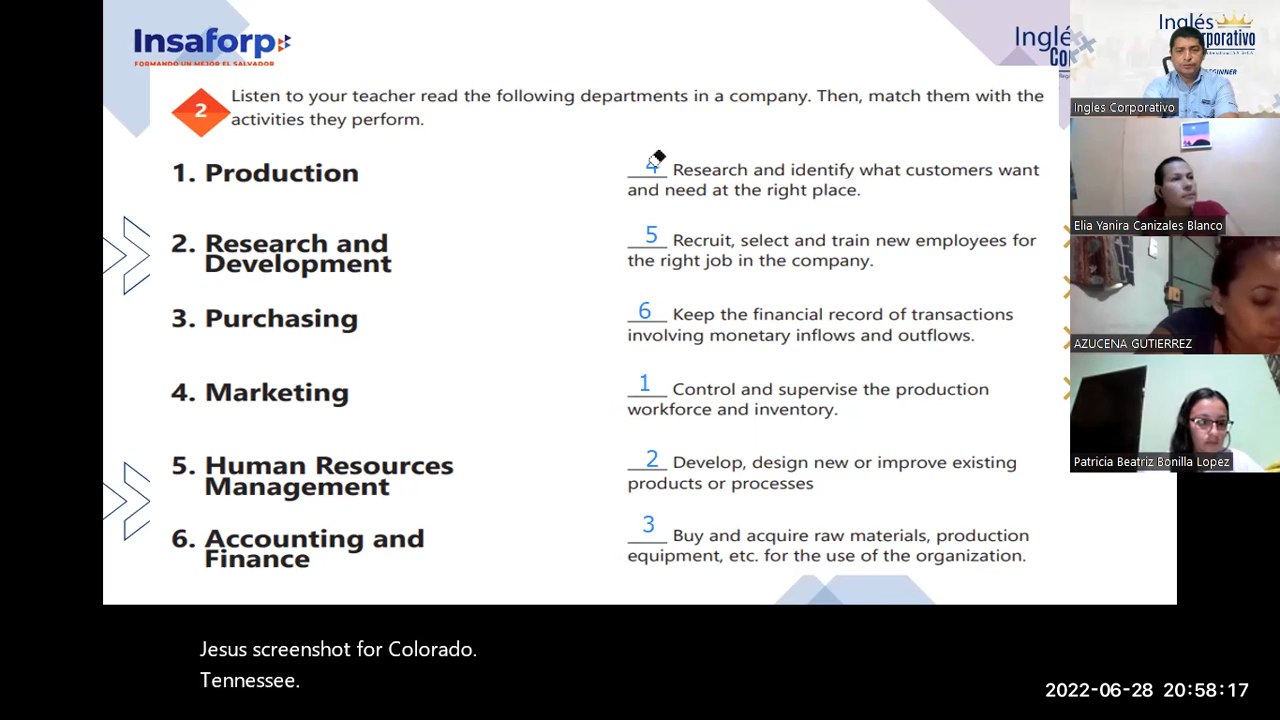 Insaforp
FORMANDO UN MEJOR EL SALVADOR
Inglés
2
Listen to your teacher read the following departments in a company. Then, match them with the
activities they perform.
1. Production
2. Research and
Development
3. Purchasing
4. Marketing
5. Human Resources
Management
6. Accounting and
Finance
4 Research and identify what customers want
and need at the right place.
5 Recruit, select and train new employees for
the right job in the company.
6 Keep the financial record of transactions
involving monetary inflows and outflows.
1 Control and supervise the production
workforce and inventory.
2 Develop, design new or improve existing
products or processes
3 Buy and acquire raw materials, production
equipment, etc. for the use of the organization.
Inglés
Corporativo
Ingles Corporativo
Elia Yanira Canizales Blanco
AZUCENA GUTIERREZ
Patricia Beatriz Bonilla Lopez
Jesus screenshot for Colorado.
Tennessee.
2022-06-28 20:58:17